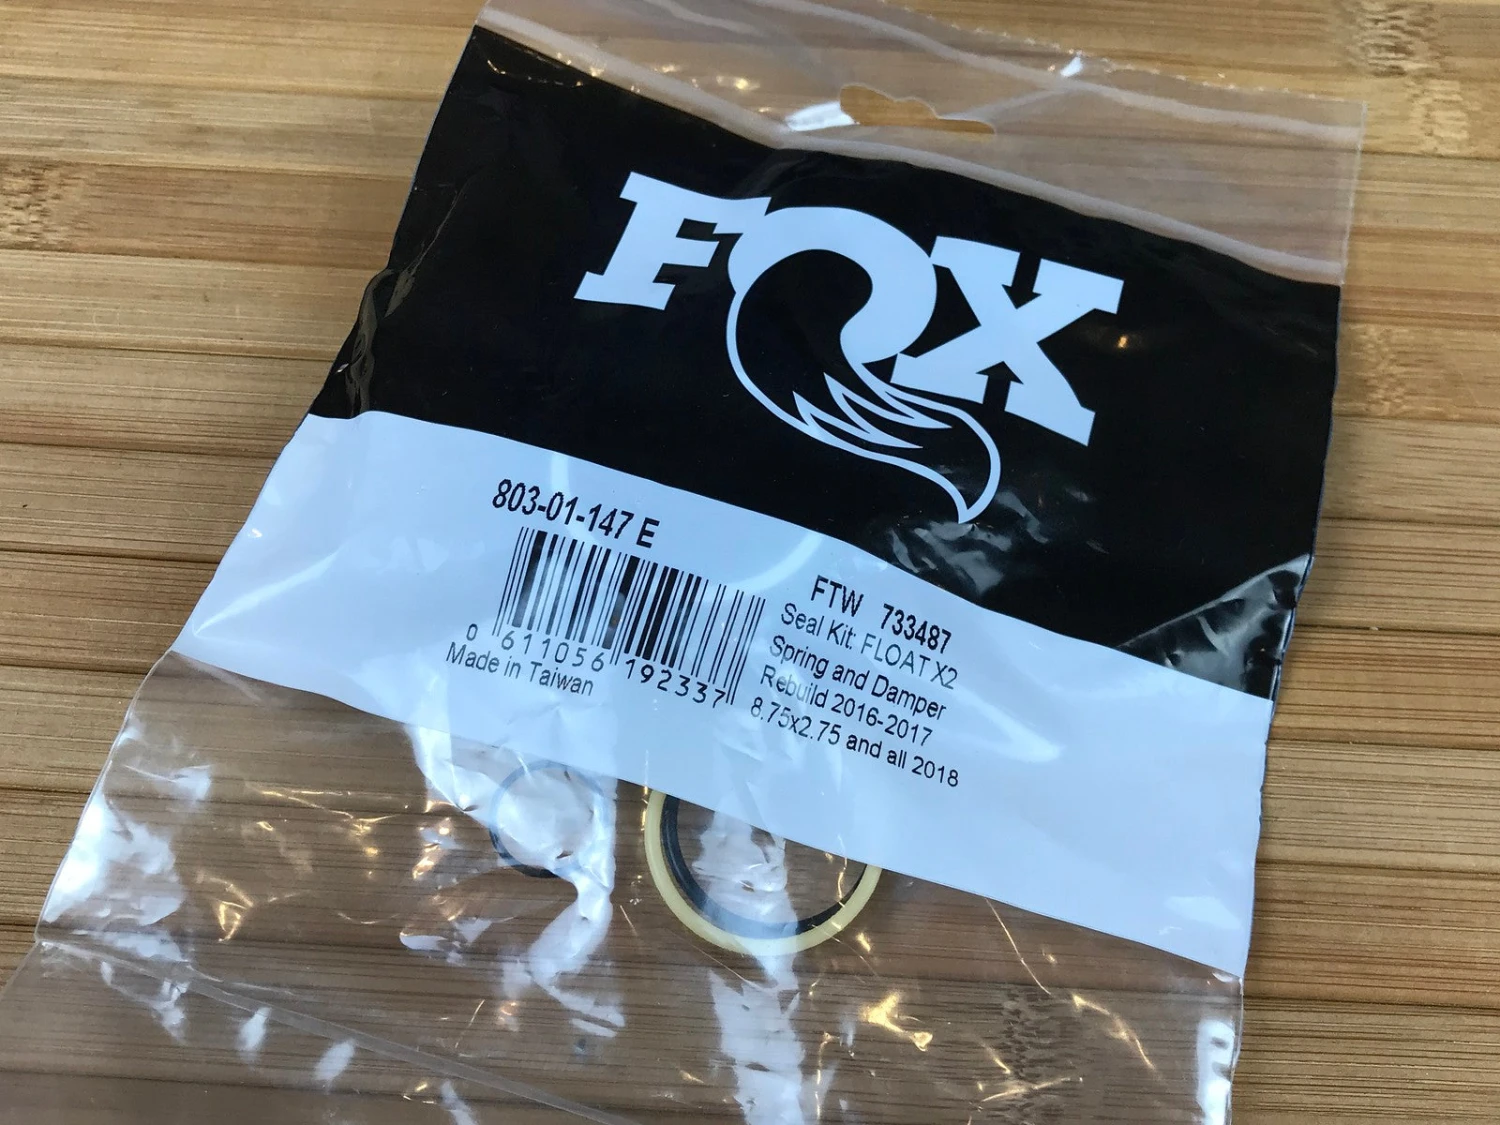 FOX
803-01-147 E
0 611056 192337
Made in Taiwan
FTW 733487
Seal Kit: FLOAT X2
Spring and Damper
Rebuild 2016-2017
8.75x2.75 and all 2018